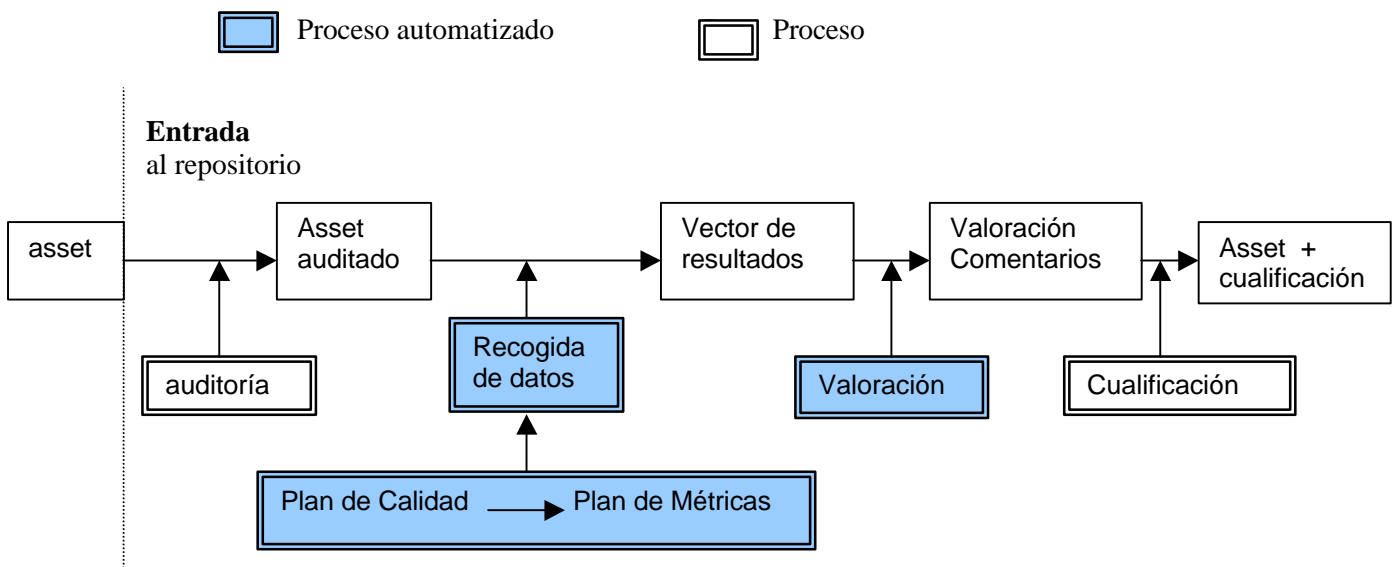 Proceso automatizado
Proceso
Entrada
al repositorio
asset
Asset
auditado
Vector de
resultados
Valoración
Comentarios
Asset +
cualificación
auditoría
Recogida
de datos
Valoración
Cualificación
Plan de Calidad
Plan de Métricas